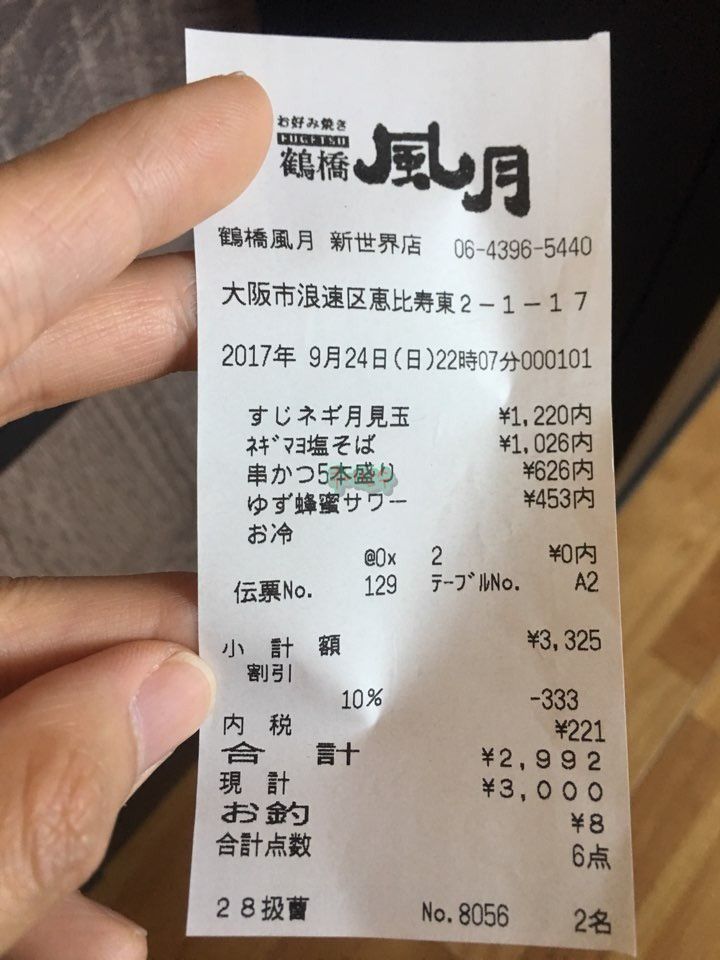 お好み焼き
FUGETSU
鶴橋 風月
鶴橋風月 新世界店 06-4396-5440
大阪市浪速区恵比寿東2-1-17
2017年 9月24日(日)22時07分000101
すじネギ月見玉 ¥1,220内
ﾈｷﾞﾏﾖ塩そば ¥1,026内
串かつ5本盛り ¥626内
ゆず蜂蜜サワー ¥453内
お冷
@0x 2 ¥0内
伝票No. 129 ﾃｰﾌﾞﾙNo. A2
小計額 ¥3,325
割引
10% -333
内税 ¥221
合計 ¥2,992
現計 ¥3,000
お釣 ¥8
合計点数 6点
28扱曹 No.8056 2名